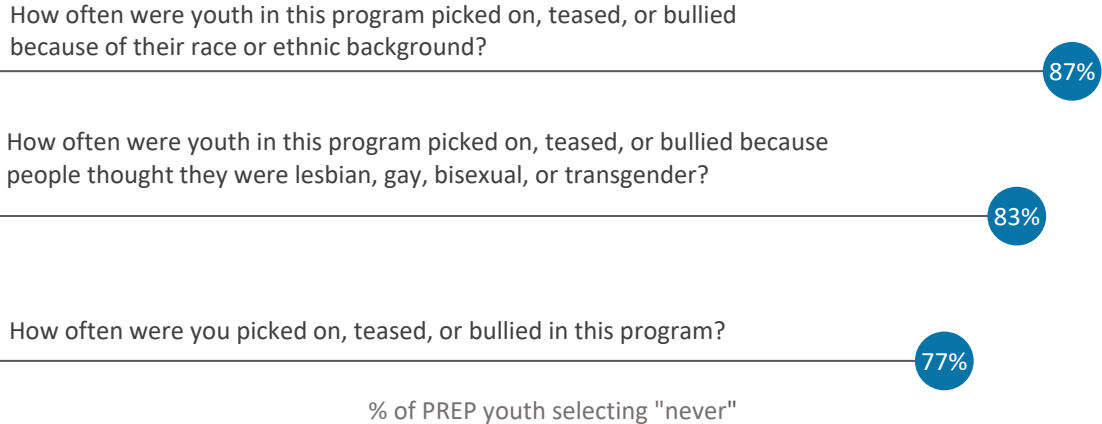 How often were youth in this program picked on, teased, or bullied
because of their race or ethnic background?
87%
How often were youth in this program picked on, teased, or bullied because
people thought they were lesbian, gay, bisexual, or transgender?
83%
How often were you picked on, teased, or bullied in this program?
77%
% of PREP youth selecting "never"